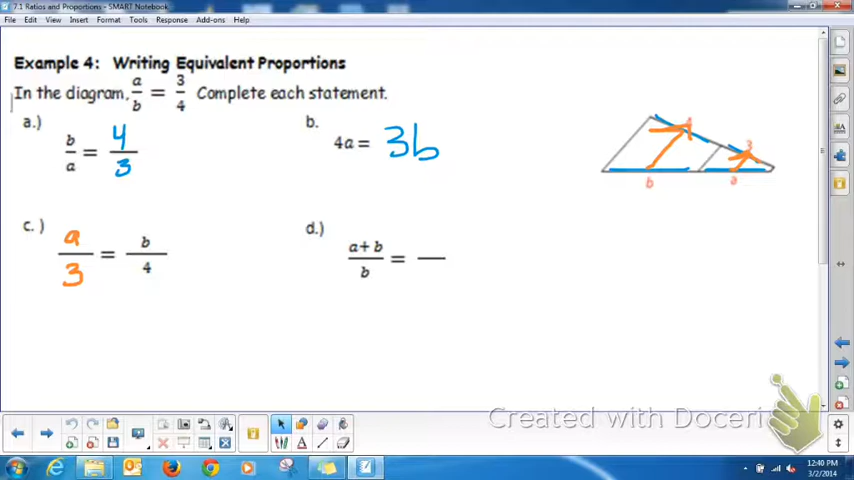 7.1 Ratios and Proportions - SMART Notebook
File Edit View Insert Format Tools Response Add-ons Help
Example 4: Writing Equivalent Proportions
In the diagram, a/b = 3/4 Complete each statement.
a.) b/a = 4/3
b. 4a = 3b
4
3
b
a
c. ) a/3 = b/4
d.) a+b/b =
Created with Doceri
12:40 PM
3/2/2014